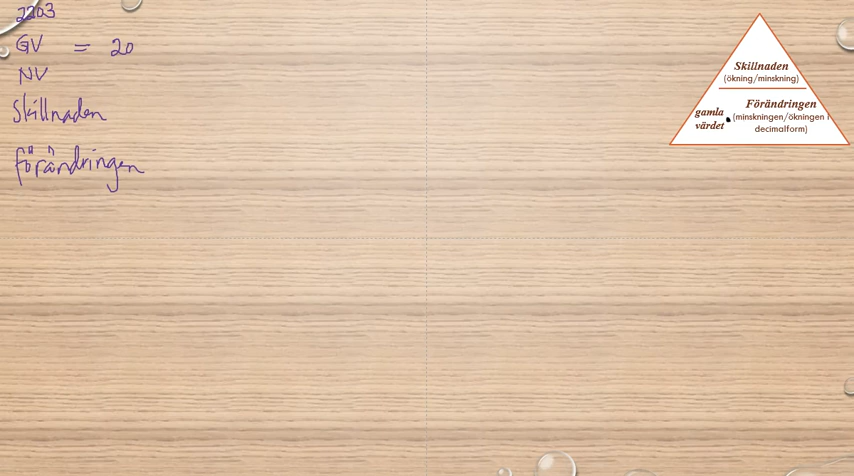 2203
GV = 20
NV
Skillnaden
förändringen
Skillnaden
(ökning/minskning)
gamla
värdet
Förändringen
(minskningen/ökningen i
decimalform)